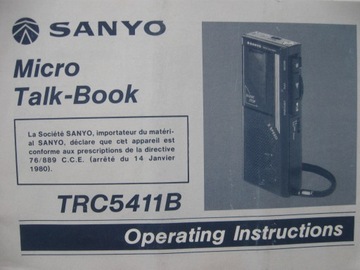 SANYO
Micro
Talk-Book
La Société SANYO, importateur du matéri-
al SANYO, déclare que cet appareil est
conforme aux prescriptions de la directive
76/889 C.C.E. (arrêté du 14 Janvier
1980).
TRC5411B
Operating Instructions